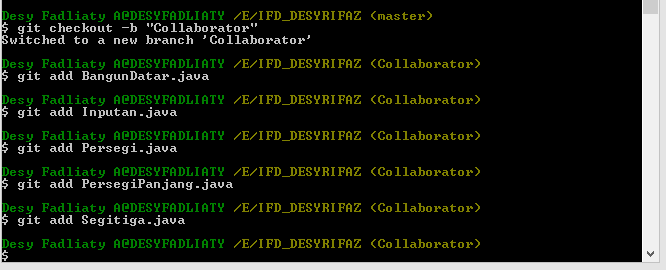 Desy Fadliaty A@DESYFADLIATY /E/IFD_DESYRIFAZ (master)
$ git checkout -b "Collaborator"
Switched to a new branch 'Collaborator'
Desy Fadliaty A@DESYFADLIATY /E/IFD_DESYRIFAZ (Collaborator)
$ git add BangunDatar.java
Desy Fadliaty A@DESYFADLIATY /E/IFD_DESYRIFAZ (Collaborator)
$ git add Inputan.java
Desy Fadliaty A@DESYFADLIATY /E/IFD_DESYRIFAZ (Collaborator)
$ git add Persegi.java
Desy Fadliaty A@DESYFADLIATY /E/IFD_DESYRIFAZ (Collaborator)
$ git add PersegiPanjang.java
Desy Fadliaty A@DESYFADLIATY /E/IFD_DESYRIFAZ (Collaborator)
$ git add Segitiga.java
Desy Fadliaty A@DESYFADLIATY /E/IFD_DESYRIFAZ (Collaborator)
$